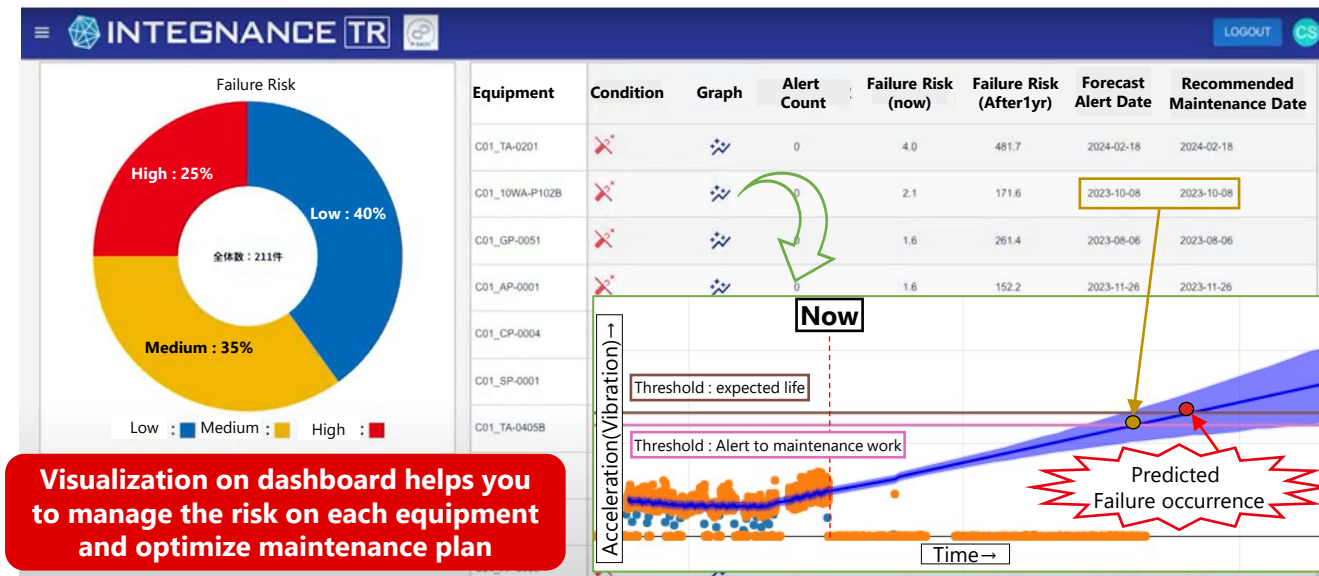 ≡ INTEGNANCE TR
LOGOUT CS
Failure Risk
High : 25%
Low : 40%
全体数：211件
Medium : 35%
Low : Medium : High :
Equipment Condition Graph Alert Count Failure Risk (now) Failure Risk (After1yr) Forecast Alert Date Recommended Maintenance Date
C01_TA-0201 0 4.0 481.7 2024-02-18 2024-02-18
C01_10WA-P102B 0 2.1 171.6 2023-10-08 2023-10-08
C01_GP-0051 0 1.6 261.4 2023-08-06 2023-08-06
C01_AP-0001 0 1.6 152.2 2023-11-26 2023-11-26
C01_CP-0004
C01_SP-0001
C01_TA-0405B
Now
Acceleration(Vibration)→
Threshold : expected life
Threshold : Alert to maintenance work
Predicted
Failure occurrence
Time→
Visualization on dashboard helps you
to manage the risk on each equipment
and optimize maintenance plan